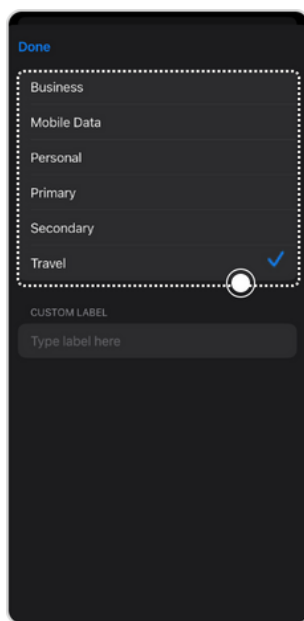 Done
Business
Mobile Data
Personal
Primary
Secondary
Travel
CUSTOM LABEL
Type label here